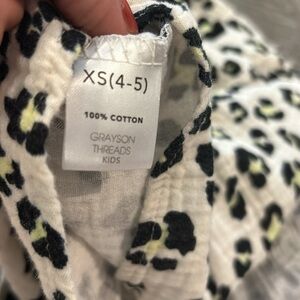 XS(4-5)
100% COTTON
GRAYSON
THREADS
KIDS